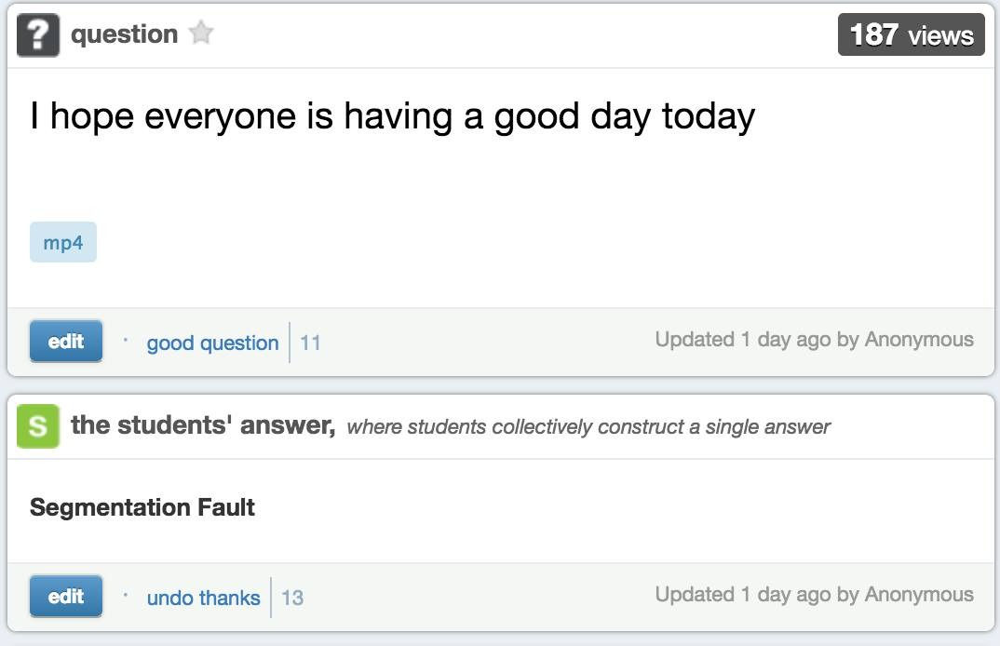 ? question
187 views
I hope everyone is having a good day today
mp4
edit · good question 11 Updated 1 day ago by Anonymous
S the students' answer, where students collectively construct a single answer
Segmentation Fault
edit · undo thanks 13 Updated 1 day ago by Anonymous